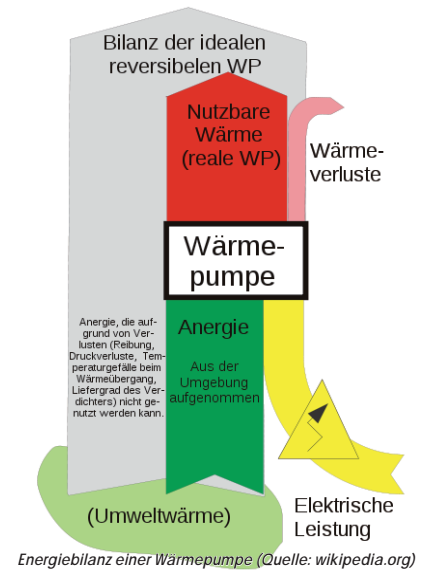 Bilanz der idealen
reversibelen WP
Nutzbare
Wärme
(reale WP)
Wärme-
verluste
Wärme-
pumpe
Anergie, die auf-
grund von Ver-
lusten (Reibung,
Druckverluste, Tem-
peraturgefälle beim
Wärmeübergang,
Liefergrad des Ver-
dichters) nicht ge-
nutzt werden kann.
Anergie
Aus der
Umgebung
aufgenommen
(Umweltwärme)
Elektrische
Leistung
Energiebilanz einer Wärmepumpe (Quelle: wikipedia.org)